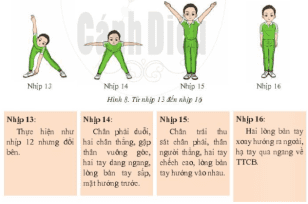 Cánh Diều
Nhịp 13 Nhịp 14 Nhịp 15 Nhịp 16
Hình 8. Từ nhịp 13 đến nhịp 16
Nhịp 13:
Thực hiện như
nhịp 12 nhưng đổi
bên.
Nhịp 14:
Chân phải duỗi,
hai chân thẳng, gập
thân vuông góc,
hai tay dang ngang,
lòng bàn tay sấp,
mặt hướng trước.
Nhịp 15:
Chân trái thu
sát chân phải, thân
người thẳng, hai tay
chếch cao, lòng bàn
tay hướng vào nhau.
Nhịp 16:
Hai lòng bàn tay
xoay hướng ra ngoài,
hạ tay qua ngang về
TTCB.